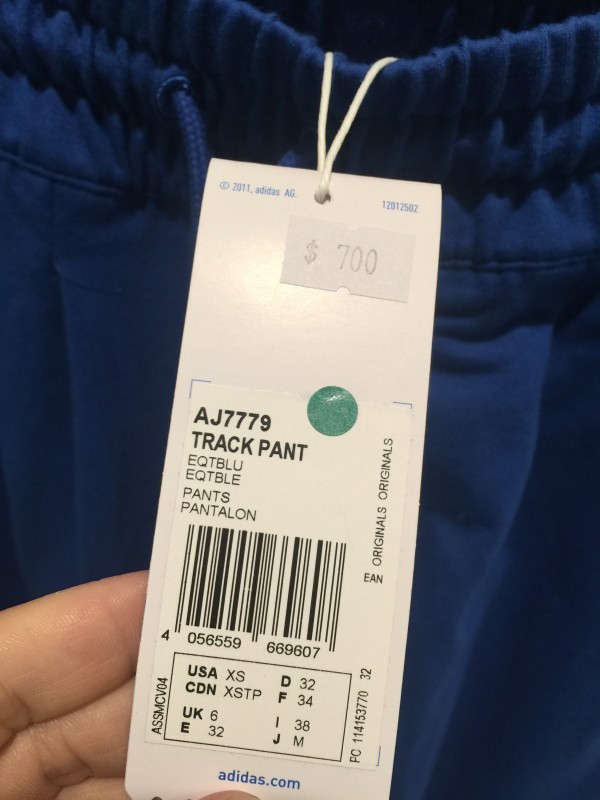 © 2011, adidas AG.
12012502
$ 700
AJ7779
TRACK PANT
EQTBLU
EQTBLE
PANTS
PANTALON
ORIGINALS ORIGINALS
EAN
4 056559 669607
ASSMCV04
USA XS D 32
CDN XSTP F 34
UK 6 I 38
E 32 J M
PC 114153770 32
adidas.com